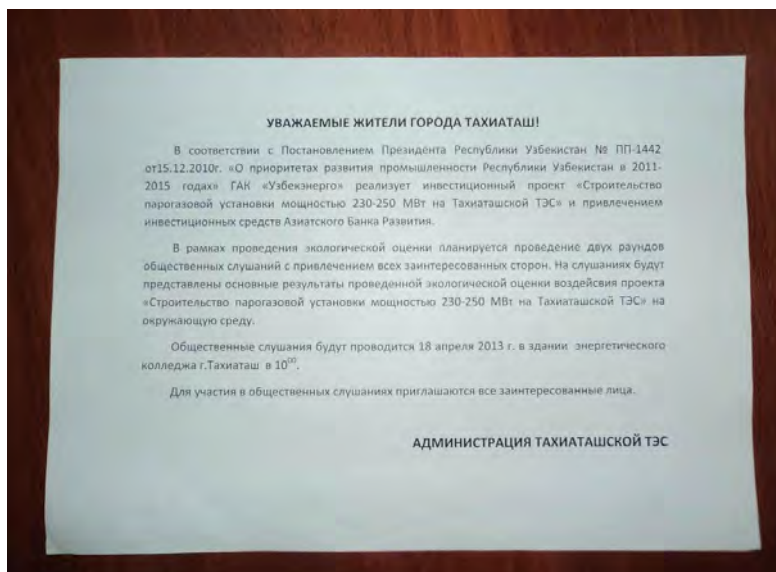 УВАЖАЕМЫЕ ЖИТЕЛИ ГОРОДА ТАХИАТАШ!
В соответствии с Постановлением Президента Республики Узбекистан № ПП-1442
от15.12.2010г. «О приоритетах развития промышленности Республики Узбекистан в 2011-
2015 годах» ГАК «Узбекэнерго» реализует инвестиционный проект «Строительство
парогазовой установки мощностью 230-250 МВт на Тахиаташской ТЭС» и привлечением
инвестиционных средств Азиатского Банка Развития.
В рамках проведения экологической оценки планируется проведение двух раундов
общественных слушаний с привлечением всех заинтересованных сторон. На слушаниях будут
представлены основные результаты проведенной экологической оценки воздействия проекта
«Строительство парогазовой установки мощностью 230-250 МВт на Тахиаташской ТЭС» на
окружающую среду.
Общественные слушания будут проводится 18 апреля 2013 г. в здании энергетического
колледжа г.Тахиаташ в 10⁰⁰.
Для участия в общественных слушаниях приглашаются все заинтересованные лица.
АДМИНИСТРАЦИЯ ТАХИАТАШСКОЙ ТЭС